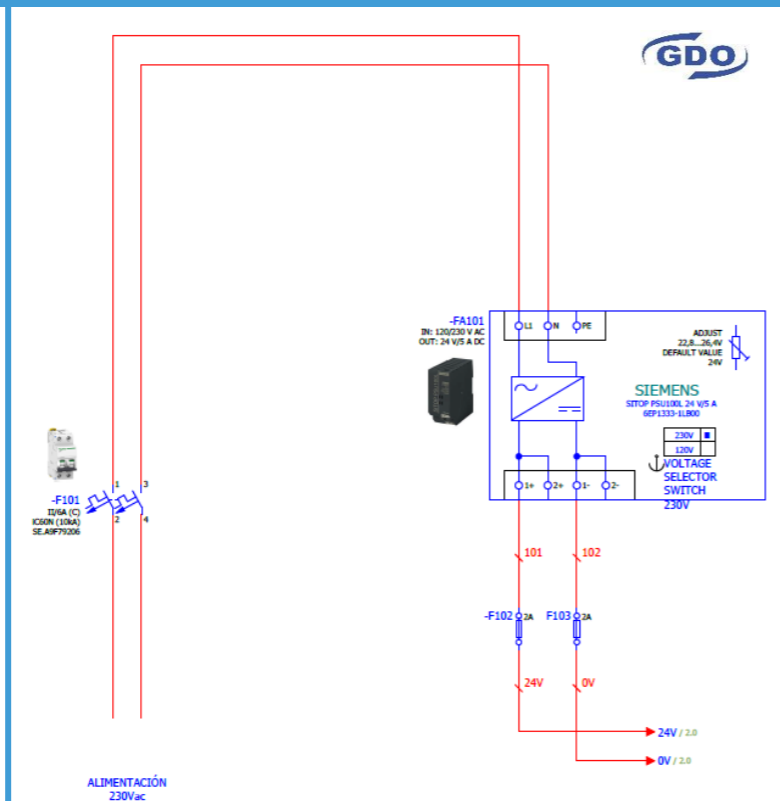 GDO
-FA101
IN: 120/230 V AC
OUT: 24 V/5 A DC
L1
N
PE
ADJUST
22,8...26,4V
DEFAULT VALUE
24V
SIEMENS
SITOP PSU100L 24 V/5 A
6EP1333-1LB00
230V
120V
VOLTAGE
SELECTOR
SWITCH
230V
1+
2+
1-
2-
1
3
-F101
II/6A (C)
IC60N (10kA)
SE.A9F79206
2
4
101
102
-F102
2A
F103
2A
24V
0V
24V / 2.0
0V / 2.0
ALIMENTACIÓN
230Vac